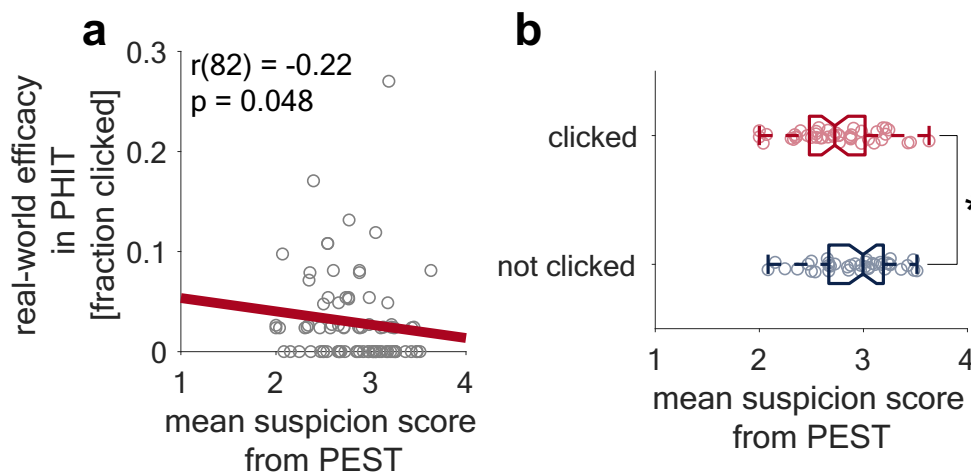 a
r(82) = -0.22
p = 0.048
real-world efficacy
in PHIT
[fraction clicked]
0.3
0.2
0.1
0
1 2 3 4
mean suspicion score
from PEST
b
clicked
not clicked
*
1 2 3 4
mean suspicion score
from PEST